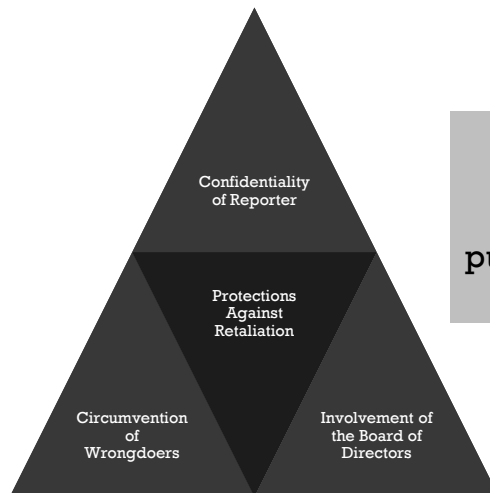 Confidentiality
of Reporter
Protections
Against
Retaliation
Circumvention
of
Wrongdoers
Involvement of
the Board of
Directors